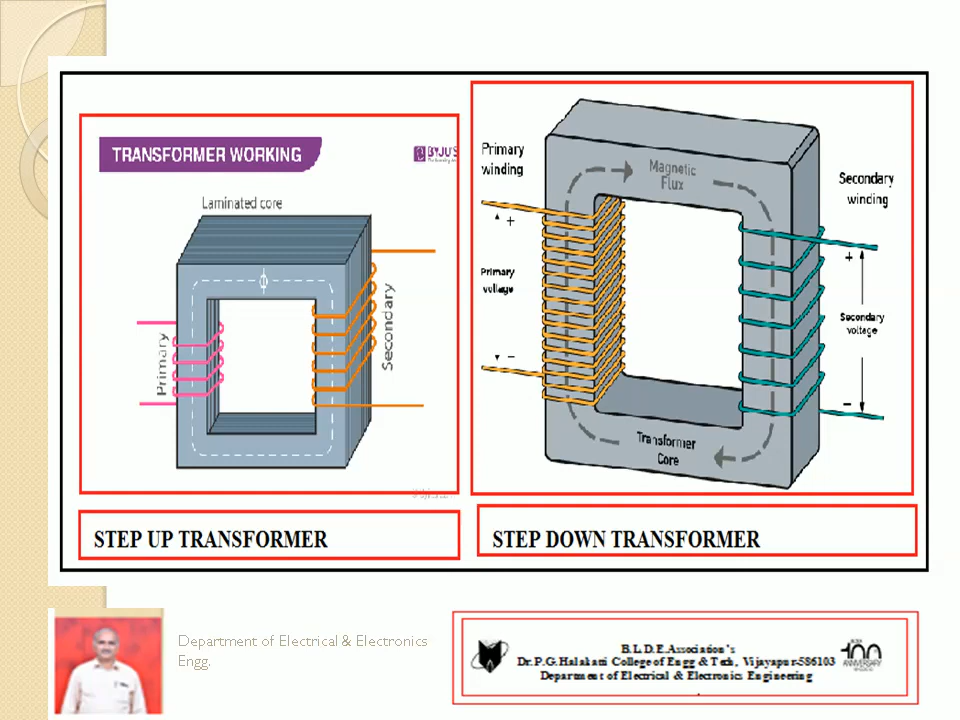 TRANSFORMER WORKING
BYJU'S
Laminated core
ϕ
Primary
Secondary
Primary
winding
Magnetic
Flux
Secondary
winding
+
Primary
voltage
−
+
Secondary
voltage
−
Transformer
Core
STEP UP TRANSFORMER
STEP DOWN TRANSFORMER
Department of Electrical & Electronics
Engg.
B.L.D.E.Association's
Dr.P.G.Halakatti College of Engg & Tech, Vijayapur-586103
Department of Electrical & Electronics Engineering
100
ANNIVERSARY